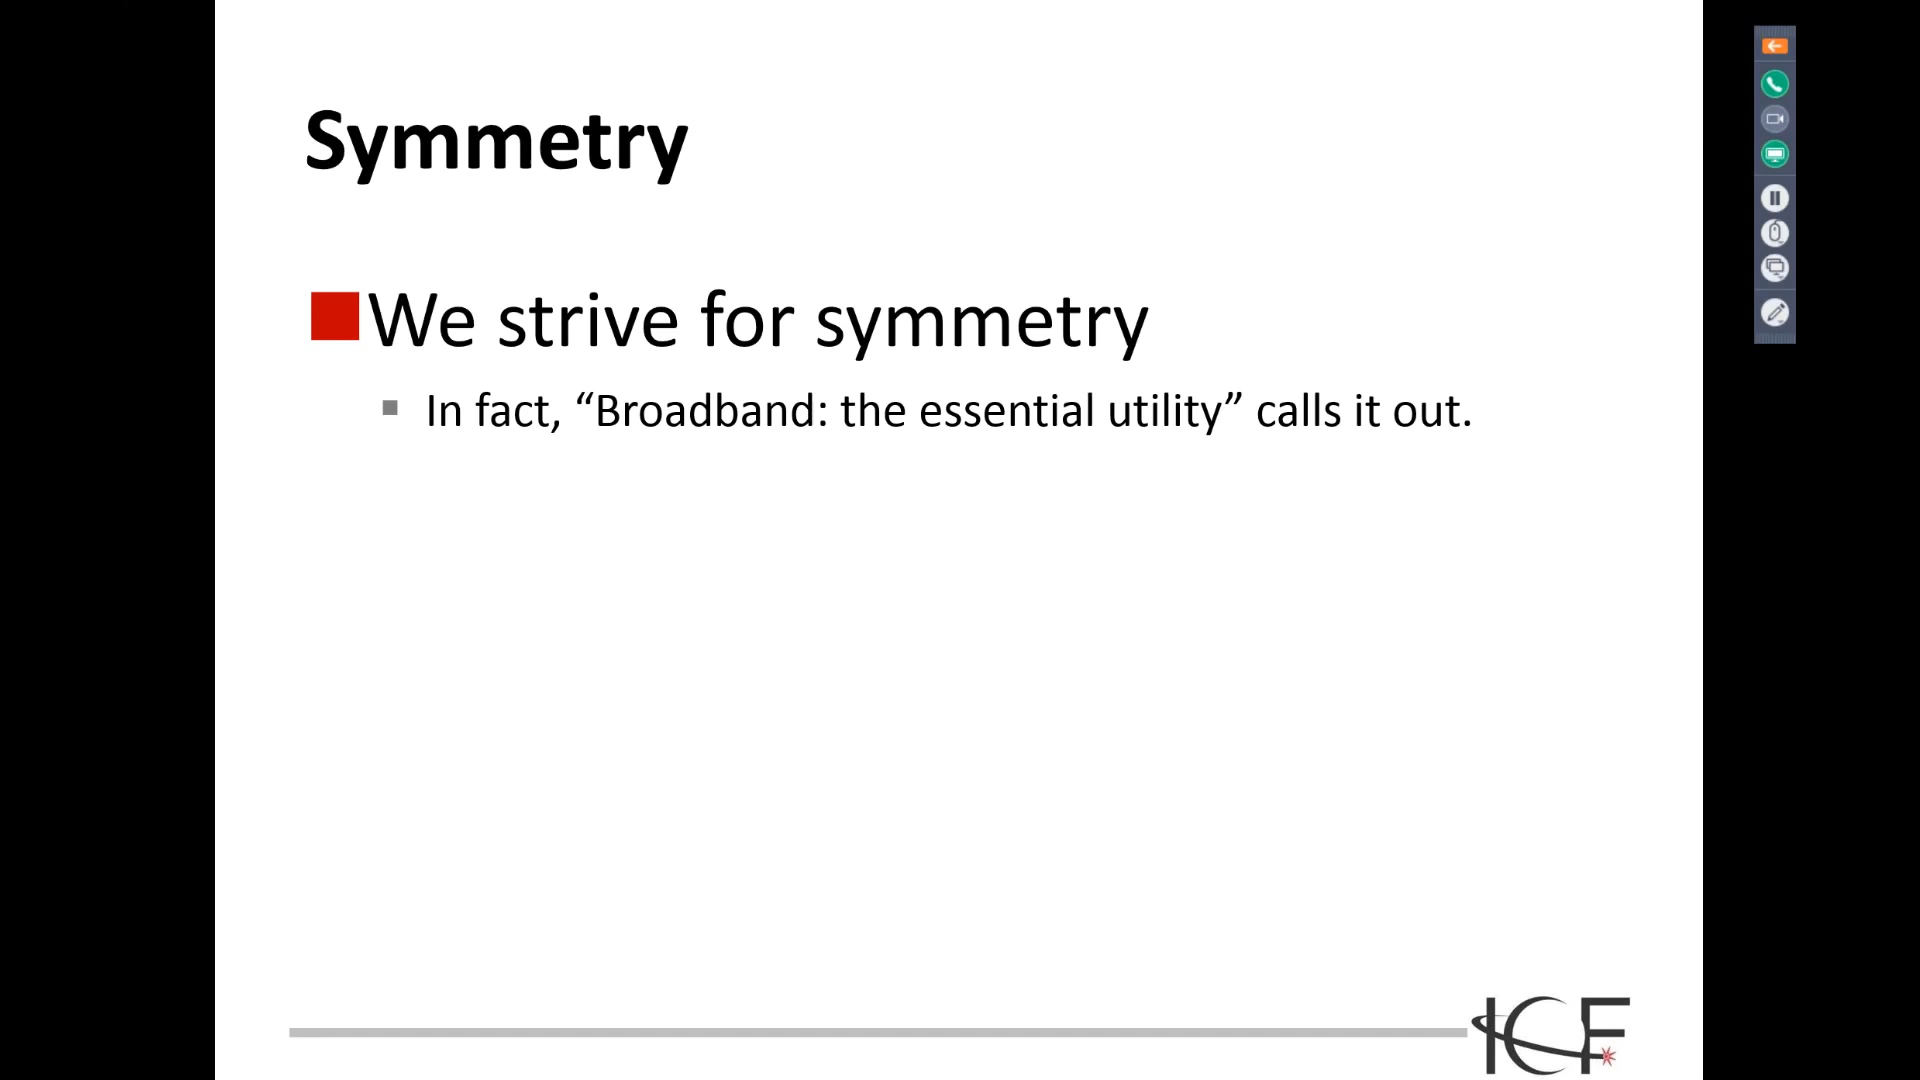 Symmetry
We strive for symmetry
In fact, “Broadband: the essential utility” calls it out.
ICF